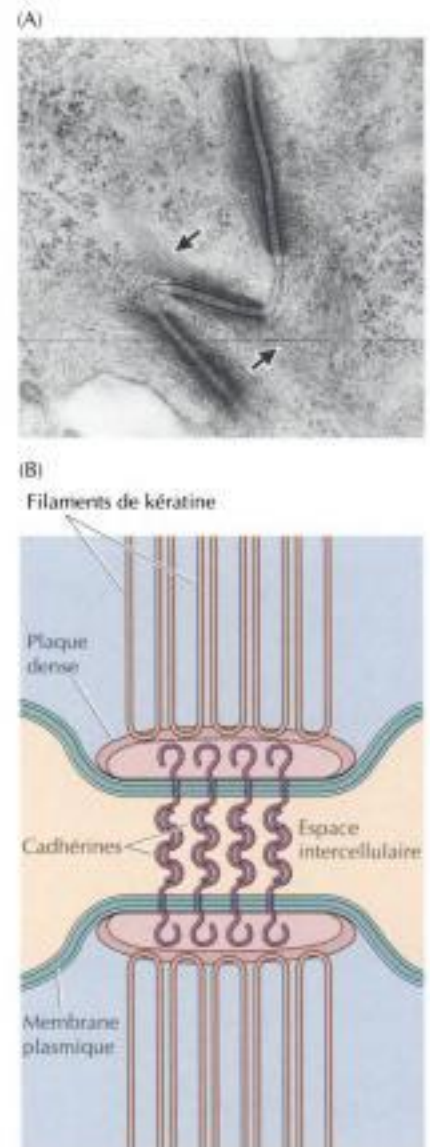 (A)
(B)
Filaments de kératine
Plaque
dense
Cadhérines
Espace
intercellulaire
Membrane
plasmique